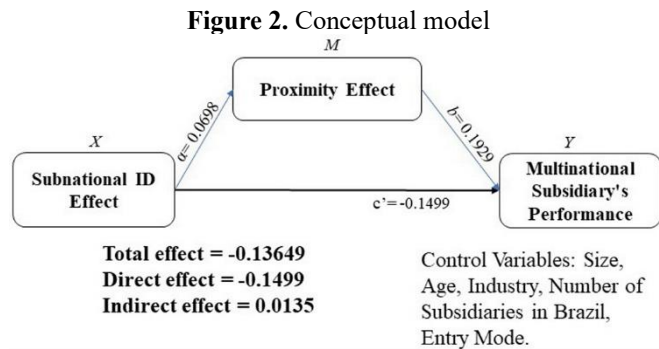 Figure 2. Conceptual model
M
Proximity Effect
a= 0.0698
b= 0.1929
X
Subnational ID
Effect
Y
Multinational
Subsidiary's
Performance
c'= -0.1499
Total effect = -0.13649
Direct effect = -0.1499
Indirect effect = 0.0135
Control Variables: Size,
Age, Industry, Number of
Subsidiaries in Brazil,
Entry Mode.